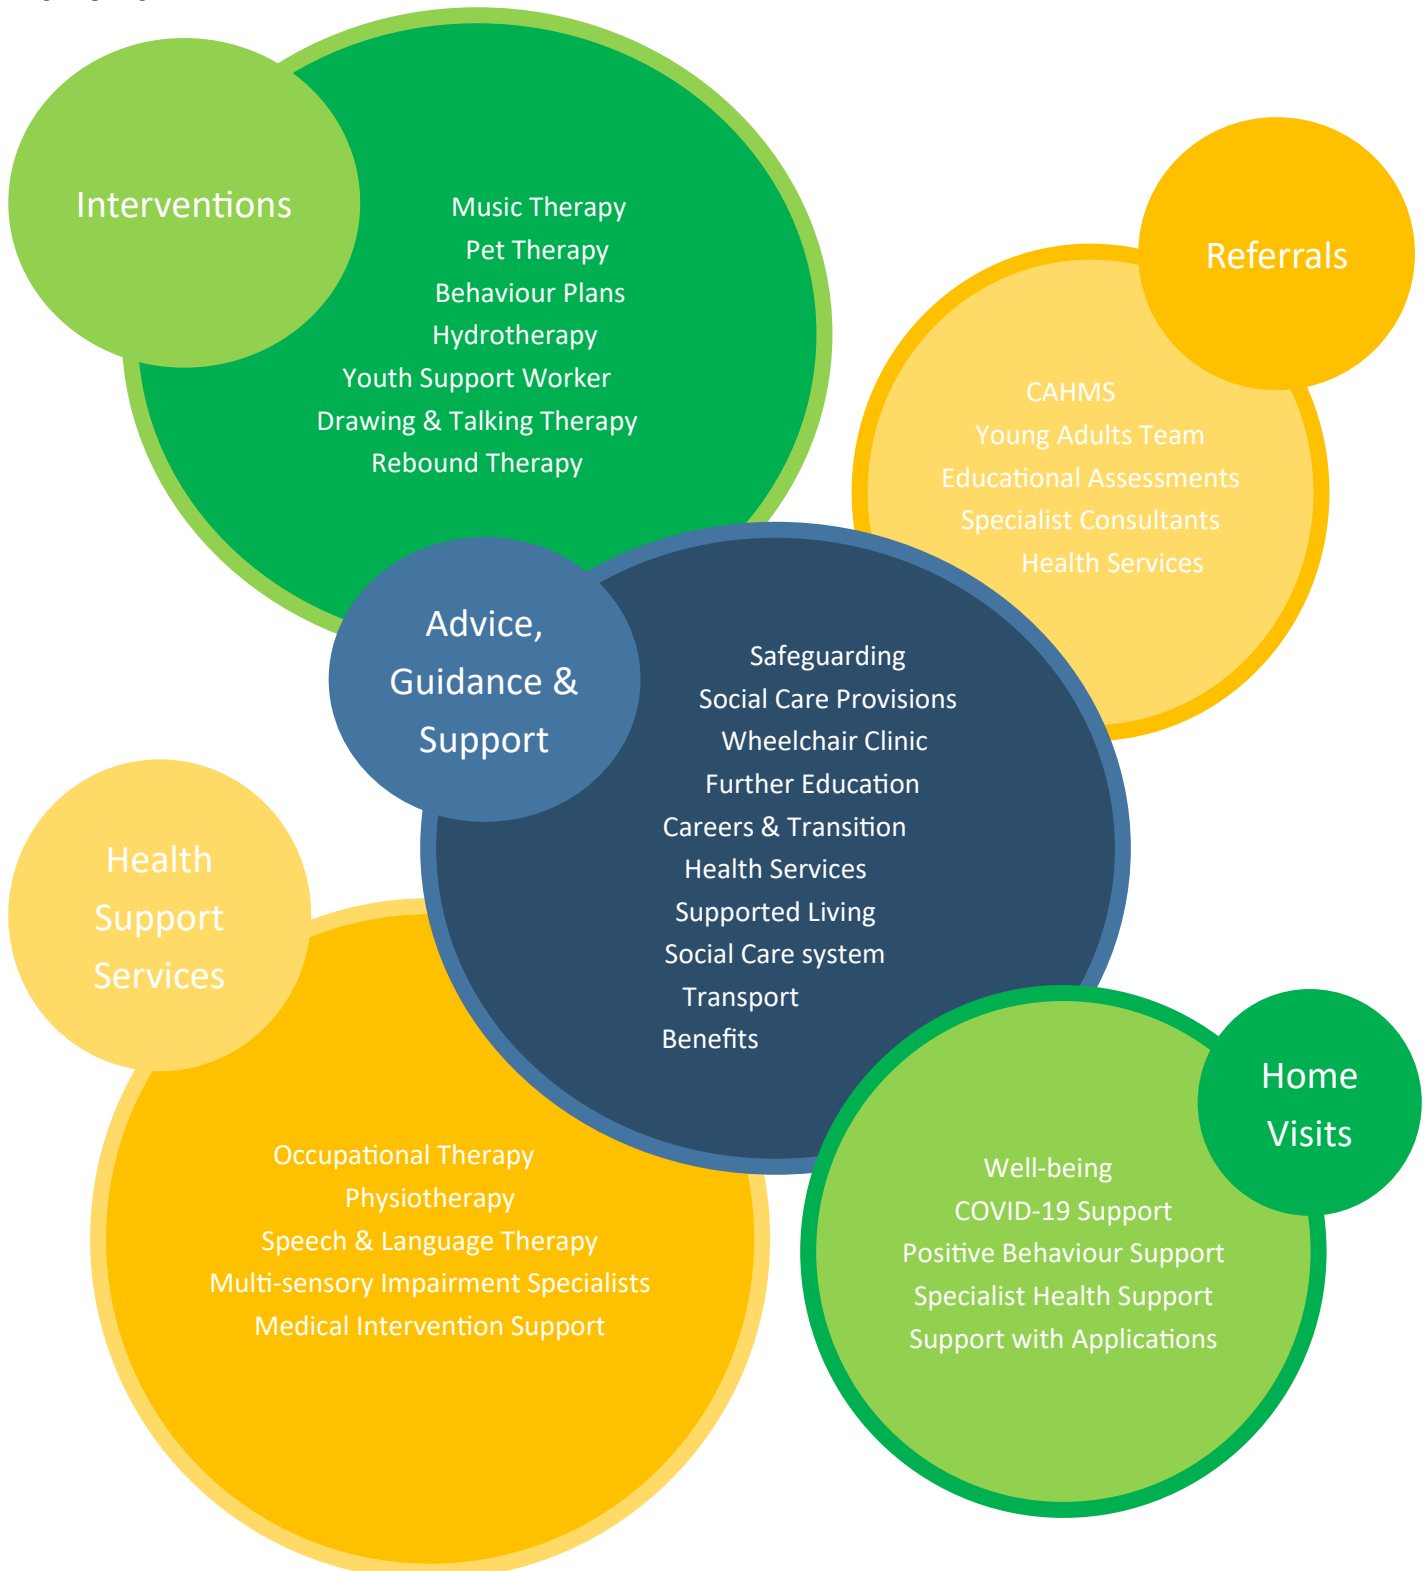 Interventions
Music Therapy
Pet Therapy
Behaviour Plans
Hydrotherapy
Youth Support Worker
Drawing & Talking Therapy
Rebound Therapy
Referrals
CAHMS
Young Adults Team
Educational Assessments
Specialist Consultants
Health Services
Advice,
Guidance &
Support
Safeguarding
Social Care Provisions
Wheelchair Clinic
Further Education
Careers & Transition
Health Services
Supported Living
Social Care system
Transport
Benefits
Health
Support
Services
Occupational Therapy
Physiotherapy
Speech & Language Therapy
Multi-sensory Impairment Specialists
Medical Intervention Support
Home
Visits
Well-being
COVID-19 Support
Positive Behaviour Support
Specialist Health Support
Support with Applications